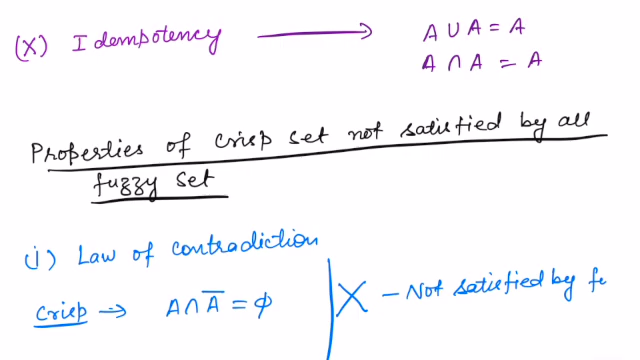 (X) Idempotency → A ∪ A = A
A ∩ A = A
Properties of crisp set not satisfied by all
fuzzy set
(i) Law of contradiction
Crisp → A ∩ A̅ = ϕ X – Not satisfied by